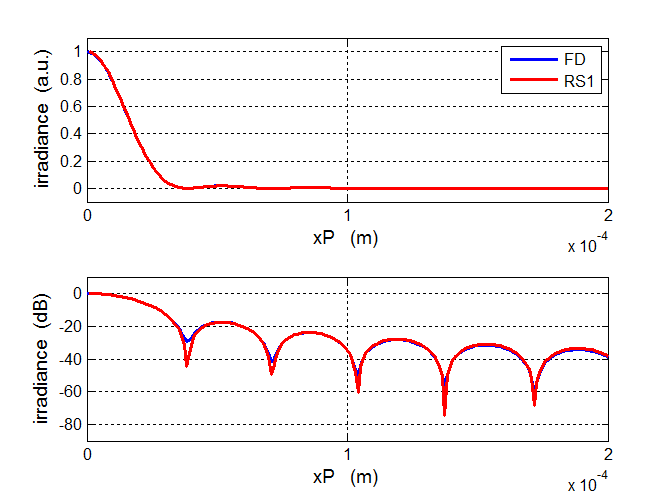 1
0.8
0.6
0.4
0.2
0
irradiance (a.u.)
FD
RS1
0 1 2
xP (m)
x 10^-4
0
-20
-40
-60
-80
irradiance (dB)
0 1 2
xP (m)
x 10^-4